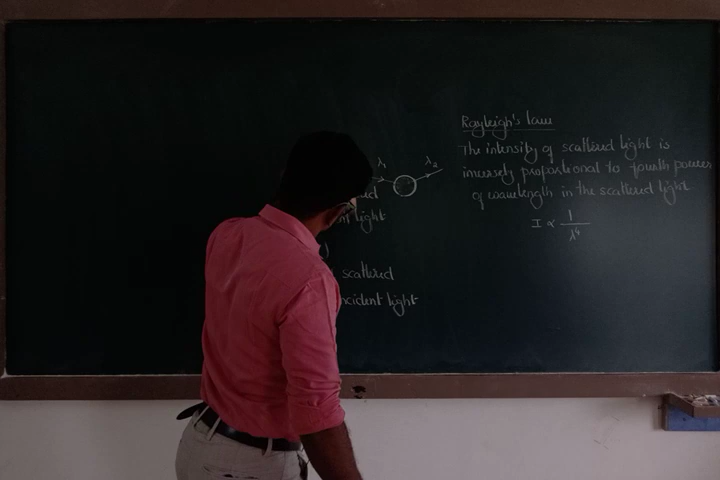 λ₁ λ₂
ht light
scattered
incident light
Rayleigh's law
The intensity of scattered light is
inversely proportional to fourth power
of wavelength in the scattered light
I ∝ 1/λ⁴